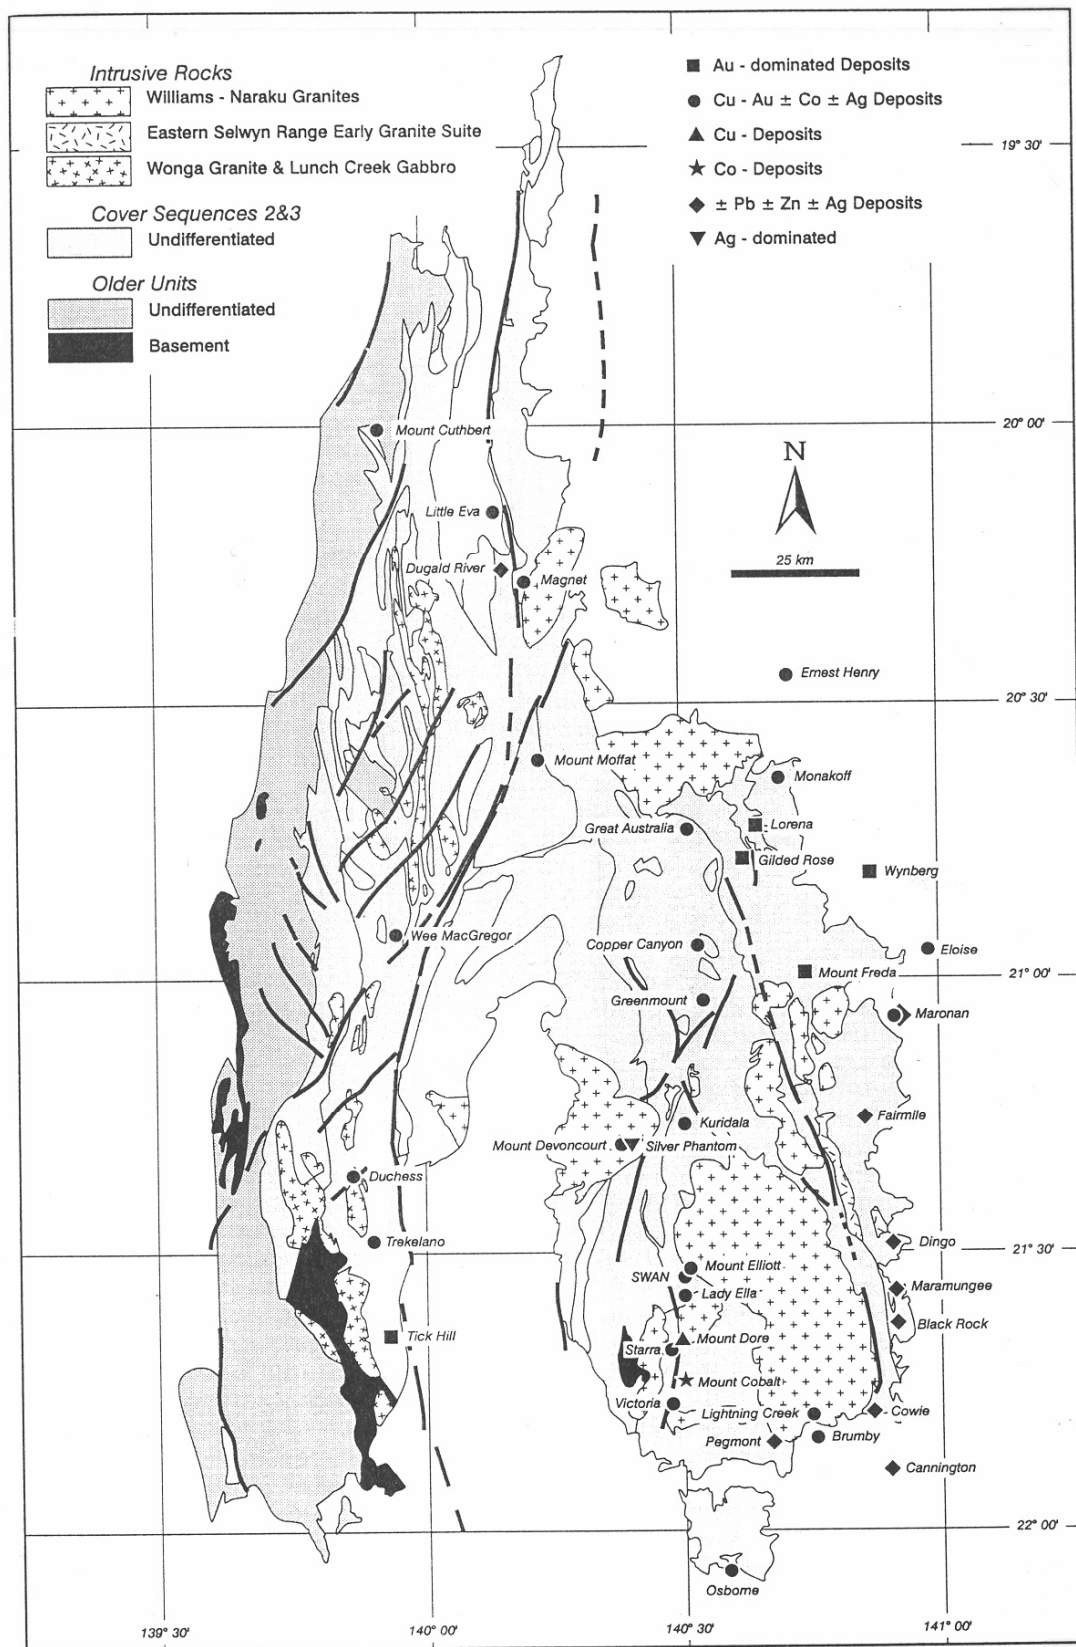 Intrusive Rocks
Williams - Naraku Granites
Eastern Selwyn Range Early Granite Suite
Wonga Granite & Lunch Creek Gabbro
Cover Sequences 2&3
Undifferentiated
Older Units
Undifferentiated
Basement
Au - dominated Deposits
Cu - Au ± Co ± Ag Deposits
Cu - Deposits
Co - Deposits
± Pb ± Zn ± Ag Deposits
Ag - dominated
19° 30'
20° 00'
Mount Cuthbert
N
Little Eva
25 km
Dugald River
Magnet
Ernest Henry
20° 30'
Mount Moffat
Monakoff
Great Australia
Lorena
Gilded Rose
Wynberg
Wee MacGregor
Copper Canyon
Eloise
Mount Freda
21° 00'
Greenmount
Maronan
Fairmile
Kuridala
Mount Devoncourt
Silver Phantom
Duchess
Trekelano
Dingo
21° 30'
Mount Elliott
SWAN
Lady Ella
Maramungee
Black Rock
Tick Hill
Mount Dore
Starra
Mount Cobalt
Victoria
Lightning Creek
Cowie
Pegmont
Brumby
Cannington
22° 00'
Osborne
139° 30'
140° 00'
140° 30'
141° 00'